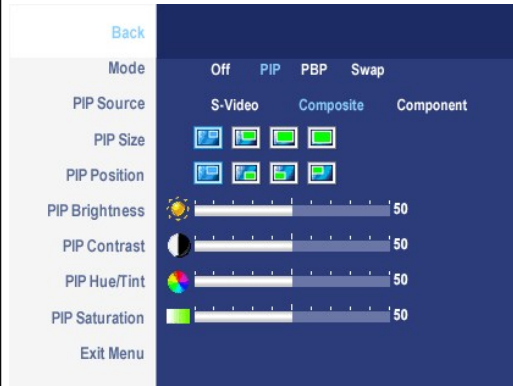 Back
Mode Off PIP PBP Swap
PIP Source S-Video Composite Component
PIP Size
PIP Position
PIP Brightness 50
PIP Contrast 50
PIP Hue/Tint 50
PIP Saturation 50
Exit Menu